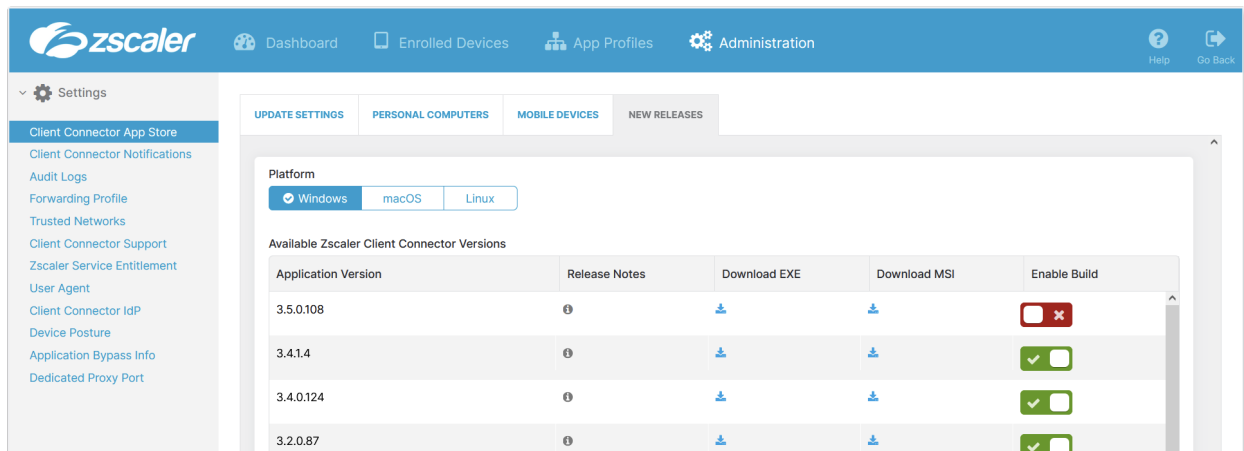 zscaler Dashboard Enrolled Devices App Profiles Administration Help Go Back
Settings
Client Connector App Store
Client Connector Notifications
Audit Logs
Forwarding Profile
Trusted Networks
Client Connector Support
Zscaler Service Entitlement
User Agent
Client Connector IdP
Device Posture
Application Bypass Info
Dedicated Proxy Port
UPDATE SETTINGS PERSONAL COMPUTERS MOBILE DEVICES NEW RELEASES
Platform
Windows macOS Linux
Available Zscaler Client Connector Versions
Application Version Release Notes Download EXE Download MSI Enable Build
3.5.0.108
3.4.1.4
3.4.0.124
3.2.0.87